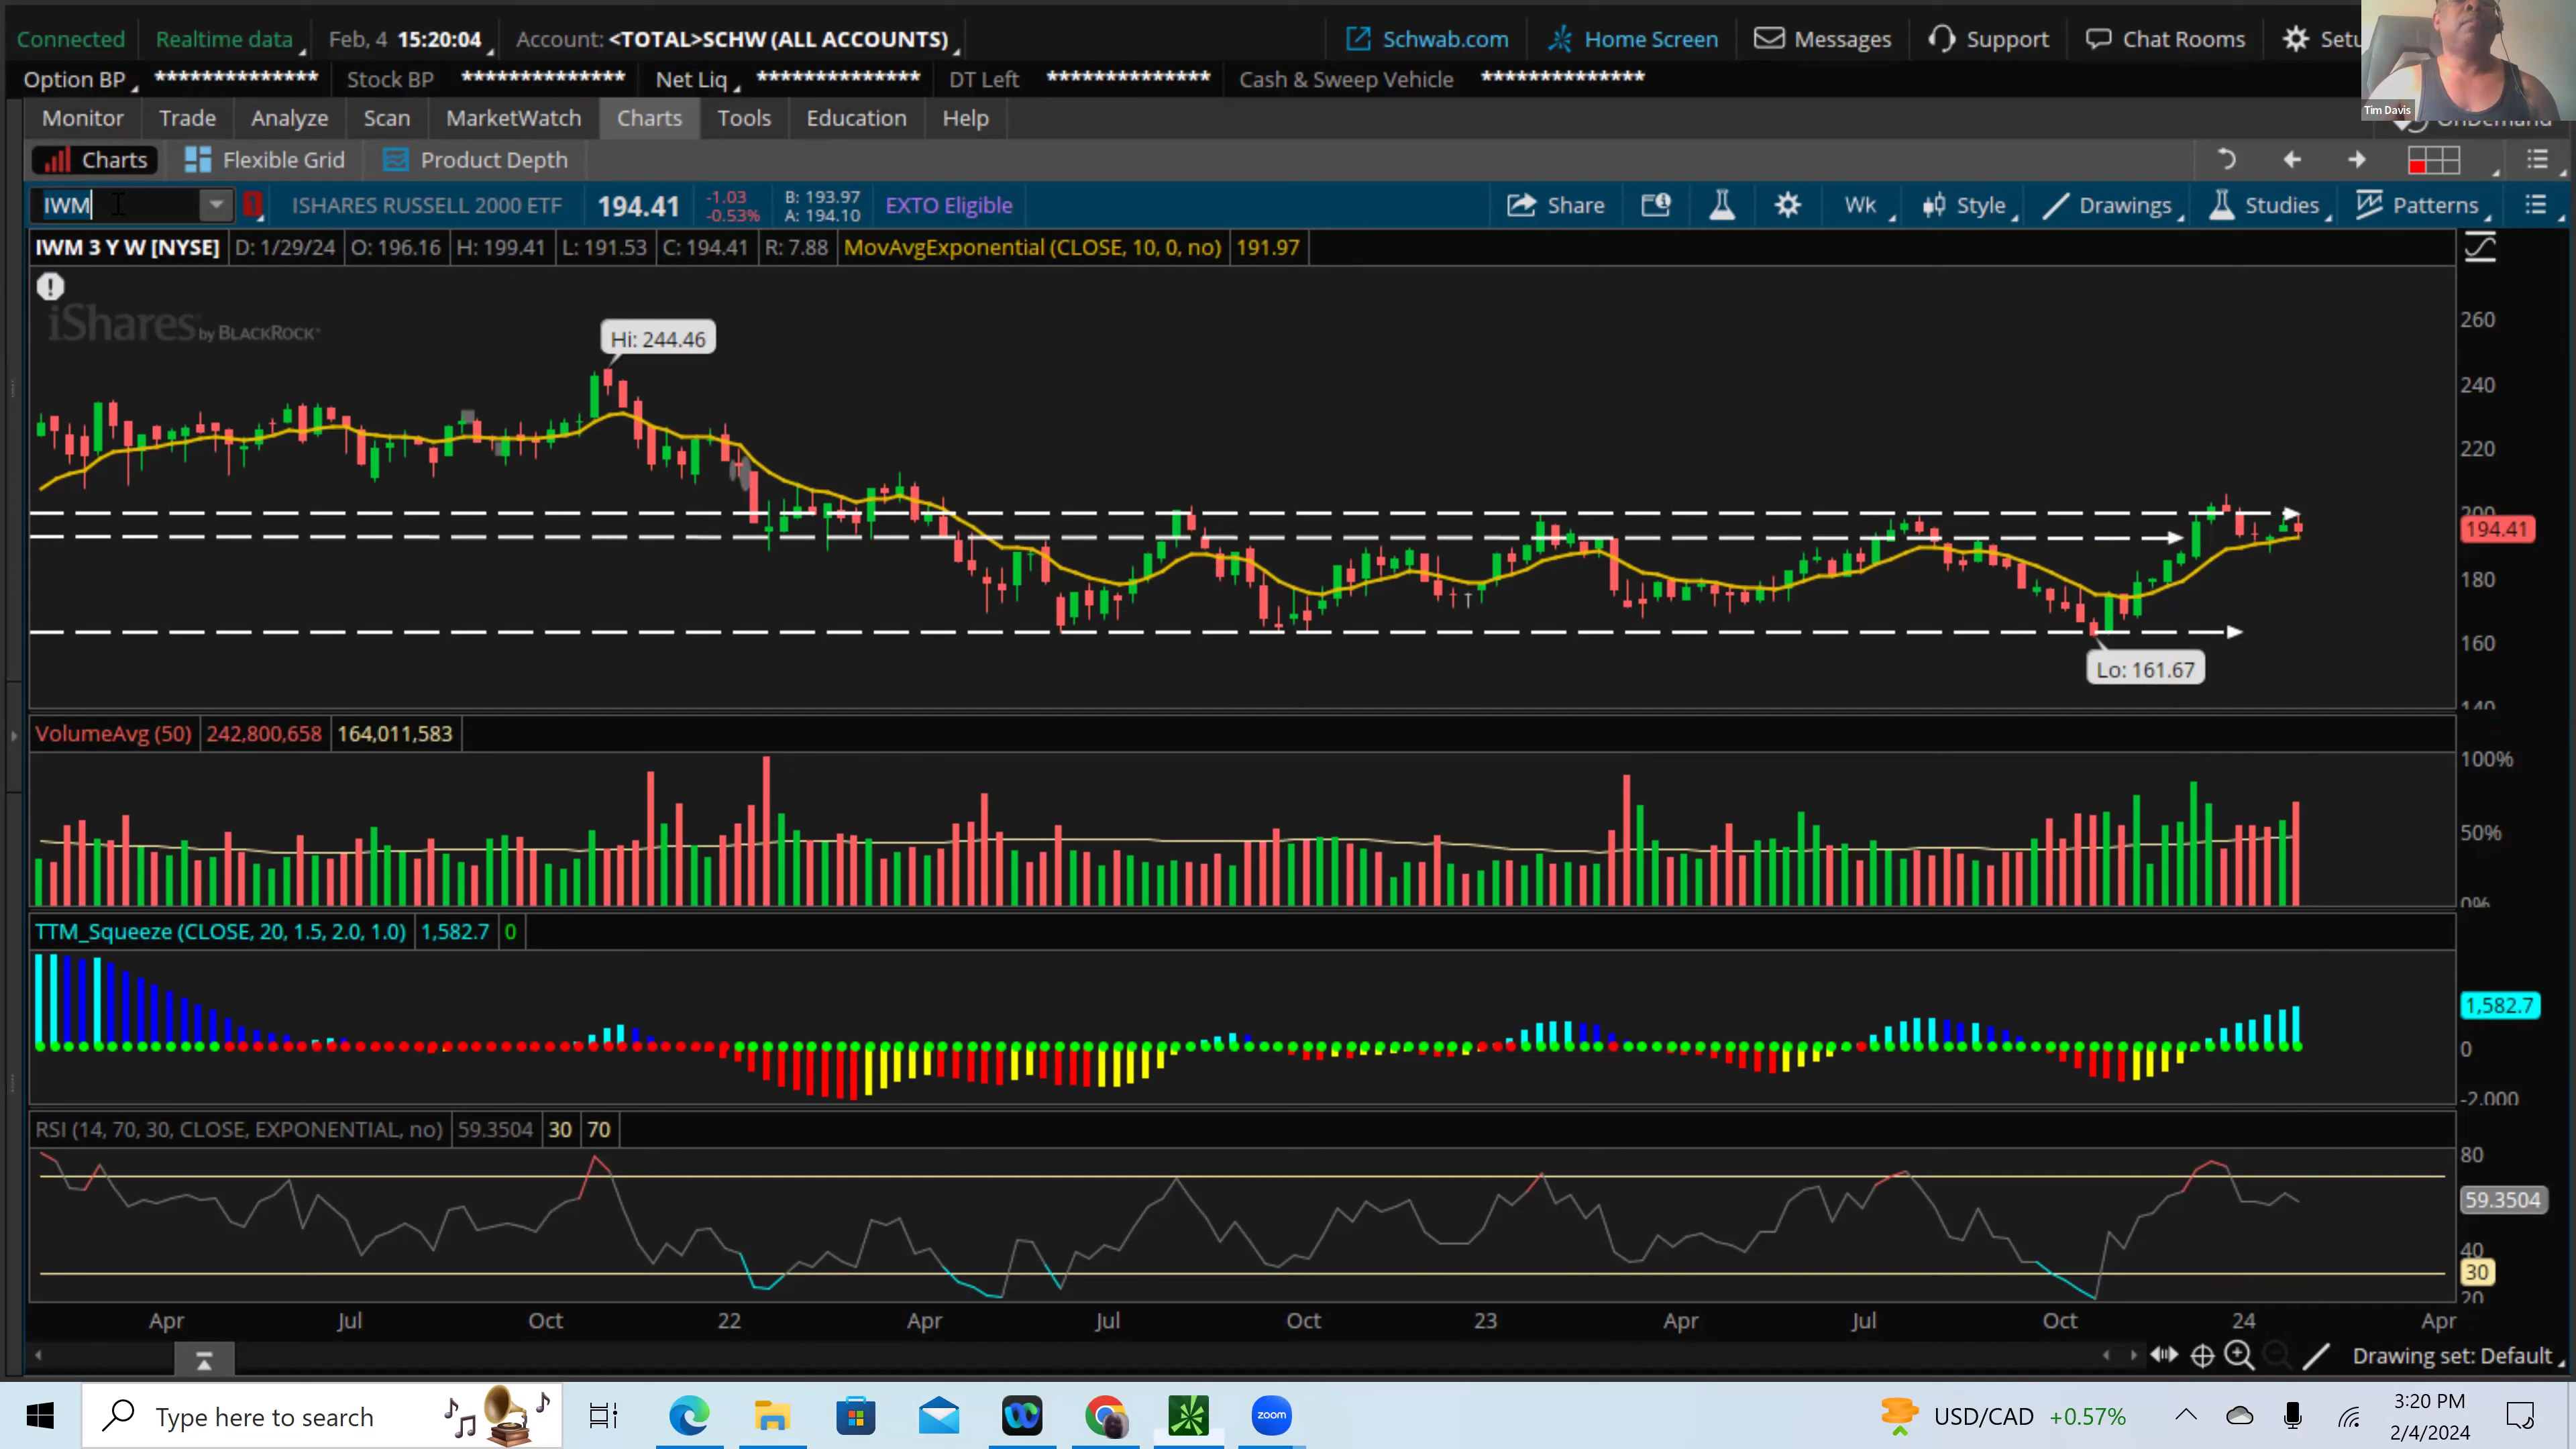 Connected Realtime data Feb, 4 15:20:04 Account: <TOTAL>SCHW (ALL ACCOUNTS) Schwab.com Home Screen Messages Support Chat Rooms Setu
Option BP ************** Stock BP ************** Net Liq ************** DT Left ************** Cash & Sweep Vehicle **************
Tim Davis
Monitor Trade Analyze Scan MarketWatch Charts Tools Education Help OnDemand
Charts Flexible Grid Product Depth
IWM 1 ISHARES RUSSELL 2000 ETF 194.41 -1.03 B: 193.97 EXTO Eligible Share Wk Style Drawings Studies Patterns
-0.53% A: 194.10
IWM 3 Y W [NYSE] D: 1/29/24 O: 196.16 H: 199.41 L: 191.53 C: 194.41 R: 7.88 MovAvgExponential (CLOSE, 10, 0, no) 191.97
iShares by BLACKROCK®
Hi: 244.46
260
240
220
200
194.41
180
160
Lo: 161.67
140
VolumeAvg (50) 242,800,658 164,011,583
100%
50%
0%
TTM_Squeeze (CLOSE, 20, 1.5, 2.0, 1.0) 1,582.7 0
1,582.7
0
-2,000
RSI (14, 70, 30, CLOSE, EXPONENTIAL, no) 59.3504 30 70
80
59.3504
40
30
20
Apr Jul Oct 22 Apr Jul Oct 23 Apr Jul Oct 24 Apr
Drawing set: Default
Type here to search zoom USD/CAD +0.57% 3:20 PM
2/4/2024